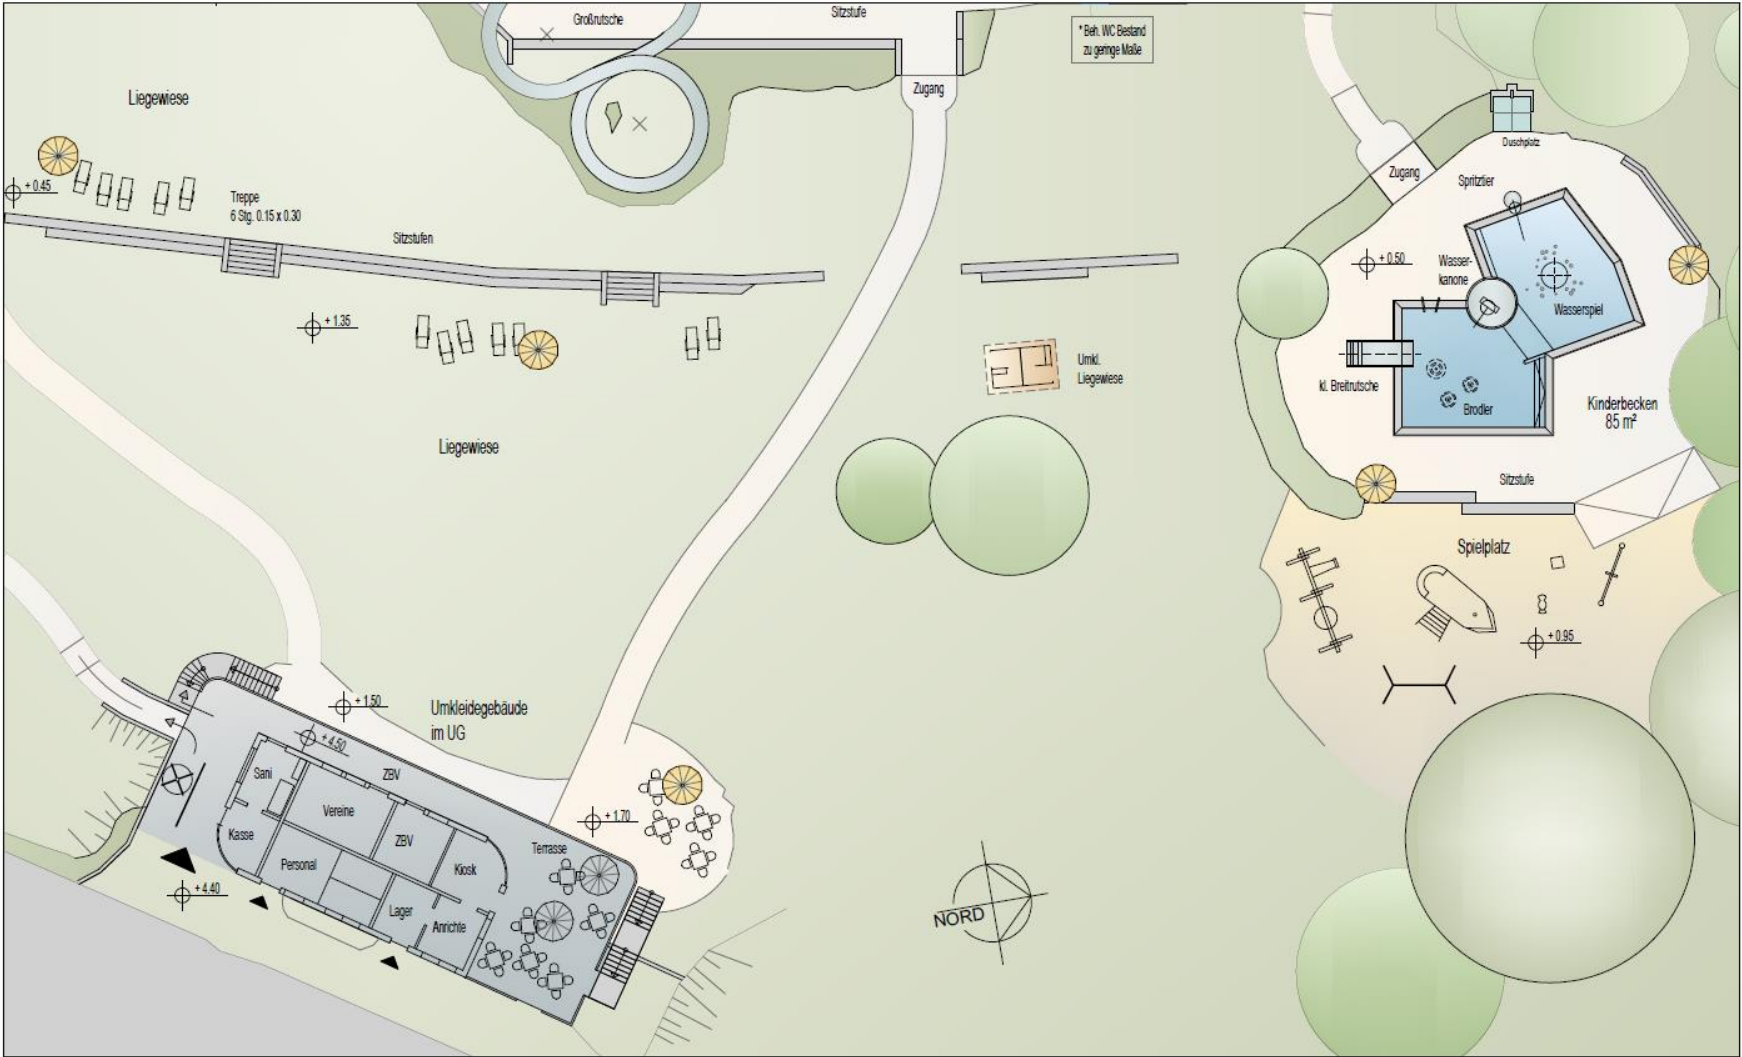 Großrutsche
Sitzstufe
* Beh. WC Bestand
zu geringe Maße
Liegewiese
Zugang
Duschplatz
Zugang
Spritztier
+ 0.45
Treppe
6 Stg. 0.15 x 0.30
Sitzstufen
+ 0.50
Wasser-
kanone
Wasserspiel
+ 1.35
Umkl.
Liegewiese
kl. Breitrutsche
Brodler
Kinderbecken
85 m²
Liegewiese
Sitzstufe
Spielplatz
+ 0.95
+ 1.50
Umkleidegebäude
im UG
+ 4.50
ZBV
Sani
Vereine
+ 1.70
Kasse
ZBV
Terrasse
Personal
Kiosk
+ 4.40
Lager
Anrichte
NORD